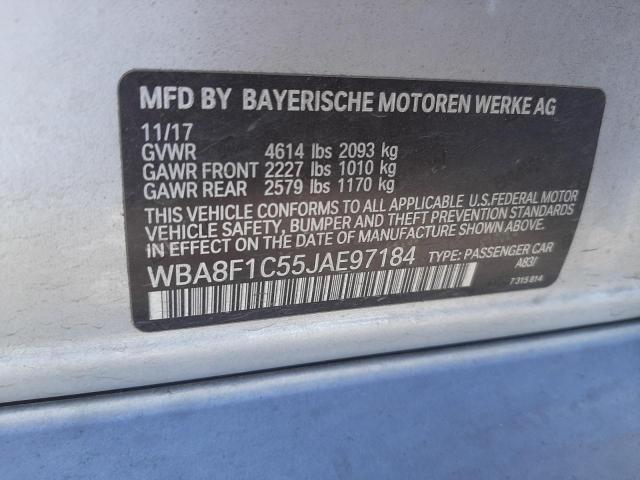 MFD BY BAYERISCHE MOTOREN WERKE AG
11/17
GVWR 4614 lbs 2093 kg
GAWR FRONT 2227 lbs 1010 kg
GAWR REAR 2579 lbs 1170 kg
THIS VEHICLE CONFORMS TO ALL APPLICABLE U.S.FEDERAL MOTOR
VEHICLE SAFETY, BUMPER AND THEFT PREVENTION STANDARDS
IN EFFECT ON THE DATE OF MANUFACTURE SHOWN ABOVE.
WBA8F1C55JAE97184 TYPE: PASSENGER CAR
A83/
7315814